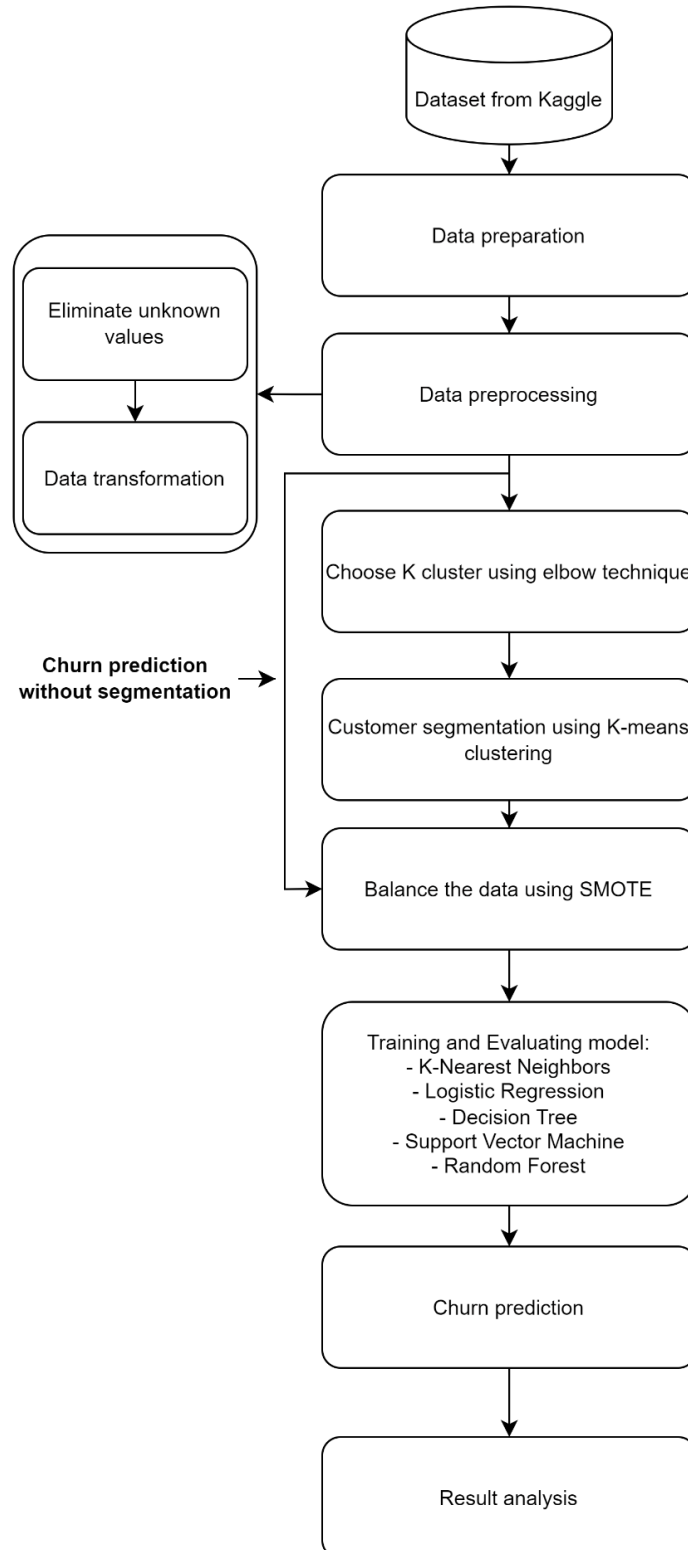 Dataset from Kaggle
Data preparation
Eliminate unknown
values
Data preprocessing
Data transformation
Choose K cluster using elbow technique
Churn prediction
without segmentation
Customer segmentation using K-means
clustering
Balance the data using SMOTE
Training and Evaluating model:
- K-Nearest Neighbors
- Logistic Regression
- Decision Tree
- Support Vector Machine
- Random Forest
Churn prediction
Result analysis